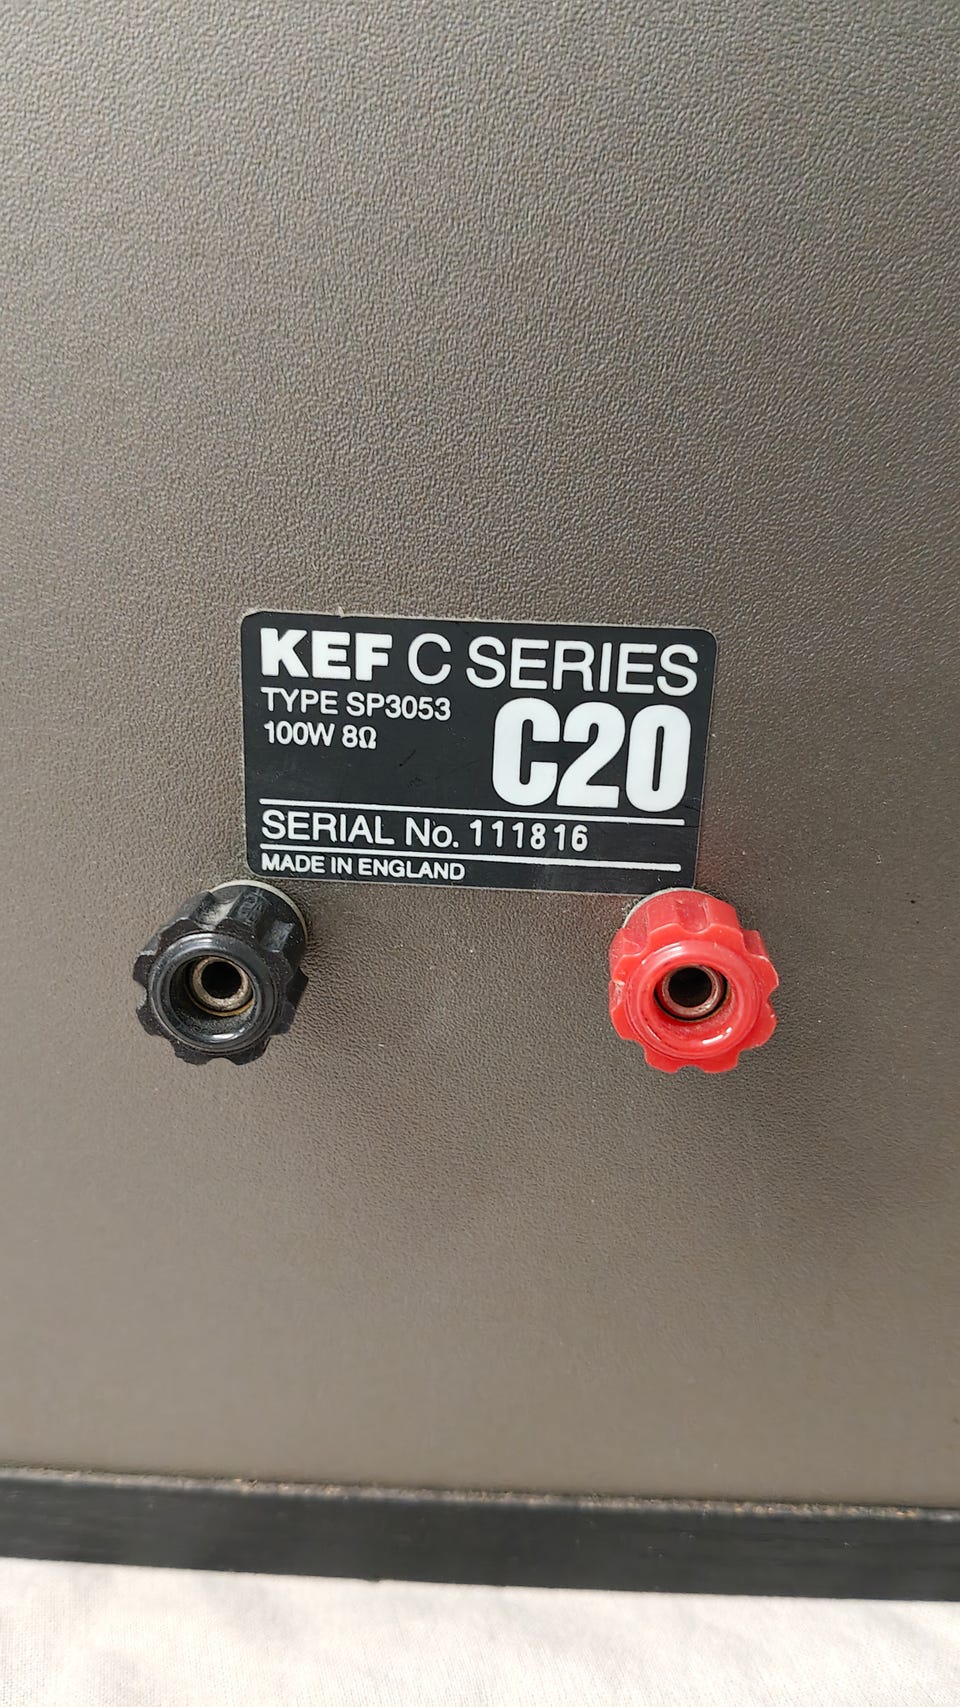 KEF C SERIES
TYPE SP3053
100W 8Ω
C20
SERIAL No. 111816
MADE IN ENGLAND